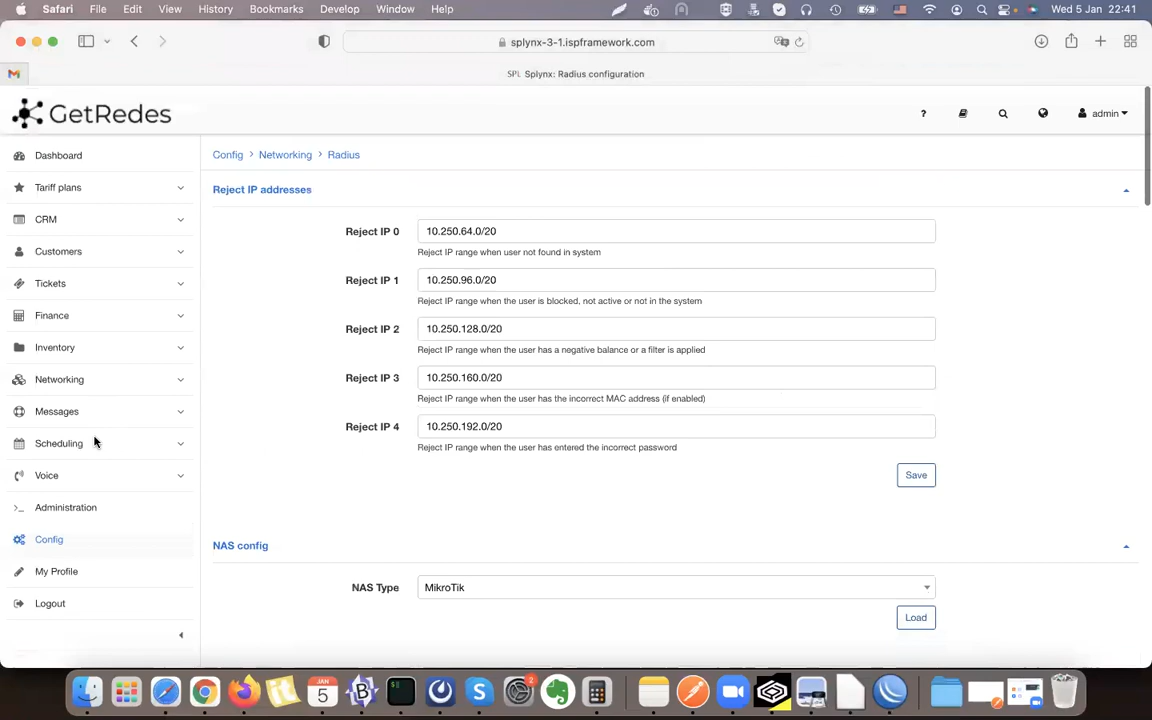 Safari File Edit View History Bookmarks Develop Window Help Wed 5 Jan 22:41
splynx-3-1.ispframework.com
SPL Splynx: Radius configuration
GetRedes
? admin
Dashboard
Tariff plans
CRM
Customers
Tickets
Finance
Inventory
Networking
Messages
Scheduling
Voice
Administration
Config
My Profile
Logout
Config > Networking > Radius
Reject IP addresses
Reject IP 0 10.250.64.0/20
Reject IP range when user not found in system
Reject IP 1 10.250.96.0/20
Reject IP range when the user is blocked, not active or not in the system
Reject IP 2 10.250.128.0/20
Reject IP range when the user has a negative balance or a filter is applied
Reject IP 3 10.250.160.0/20
Reject IP range when the user has the incorrect MAC address (if enabled)
Reject IP 4 10.250.192.0/20
Reject IP range when the user has entered the incorrect password
Save
NAS config
NAS Type MikroTik
Load
JAN
5
2